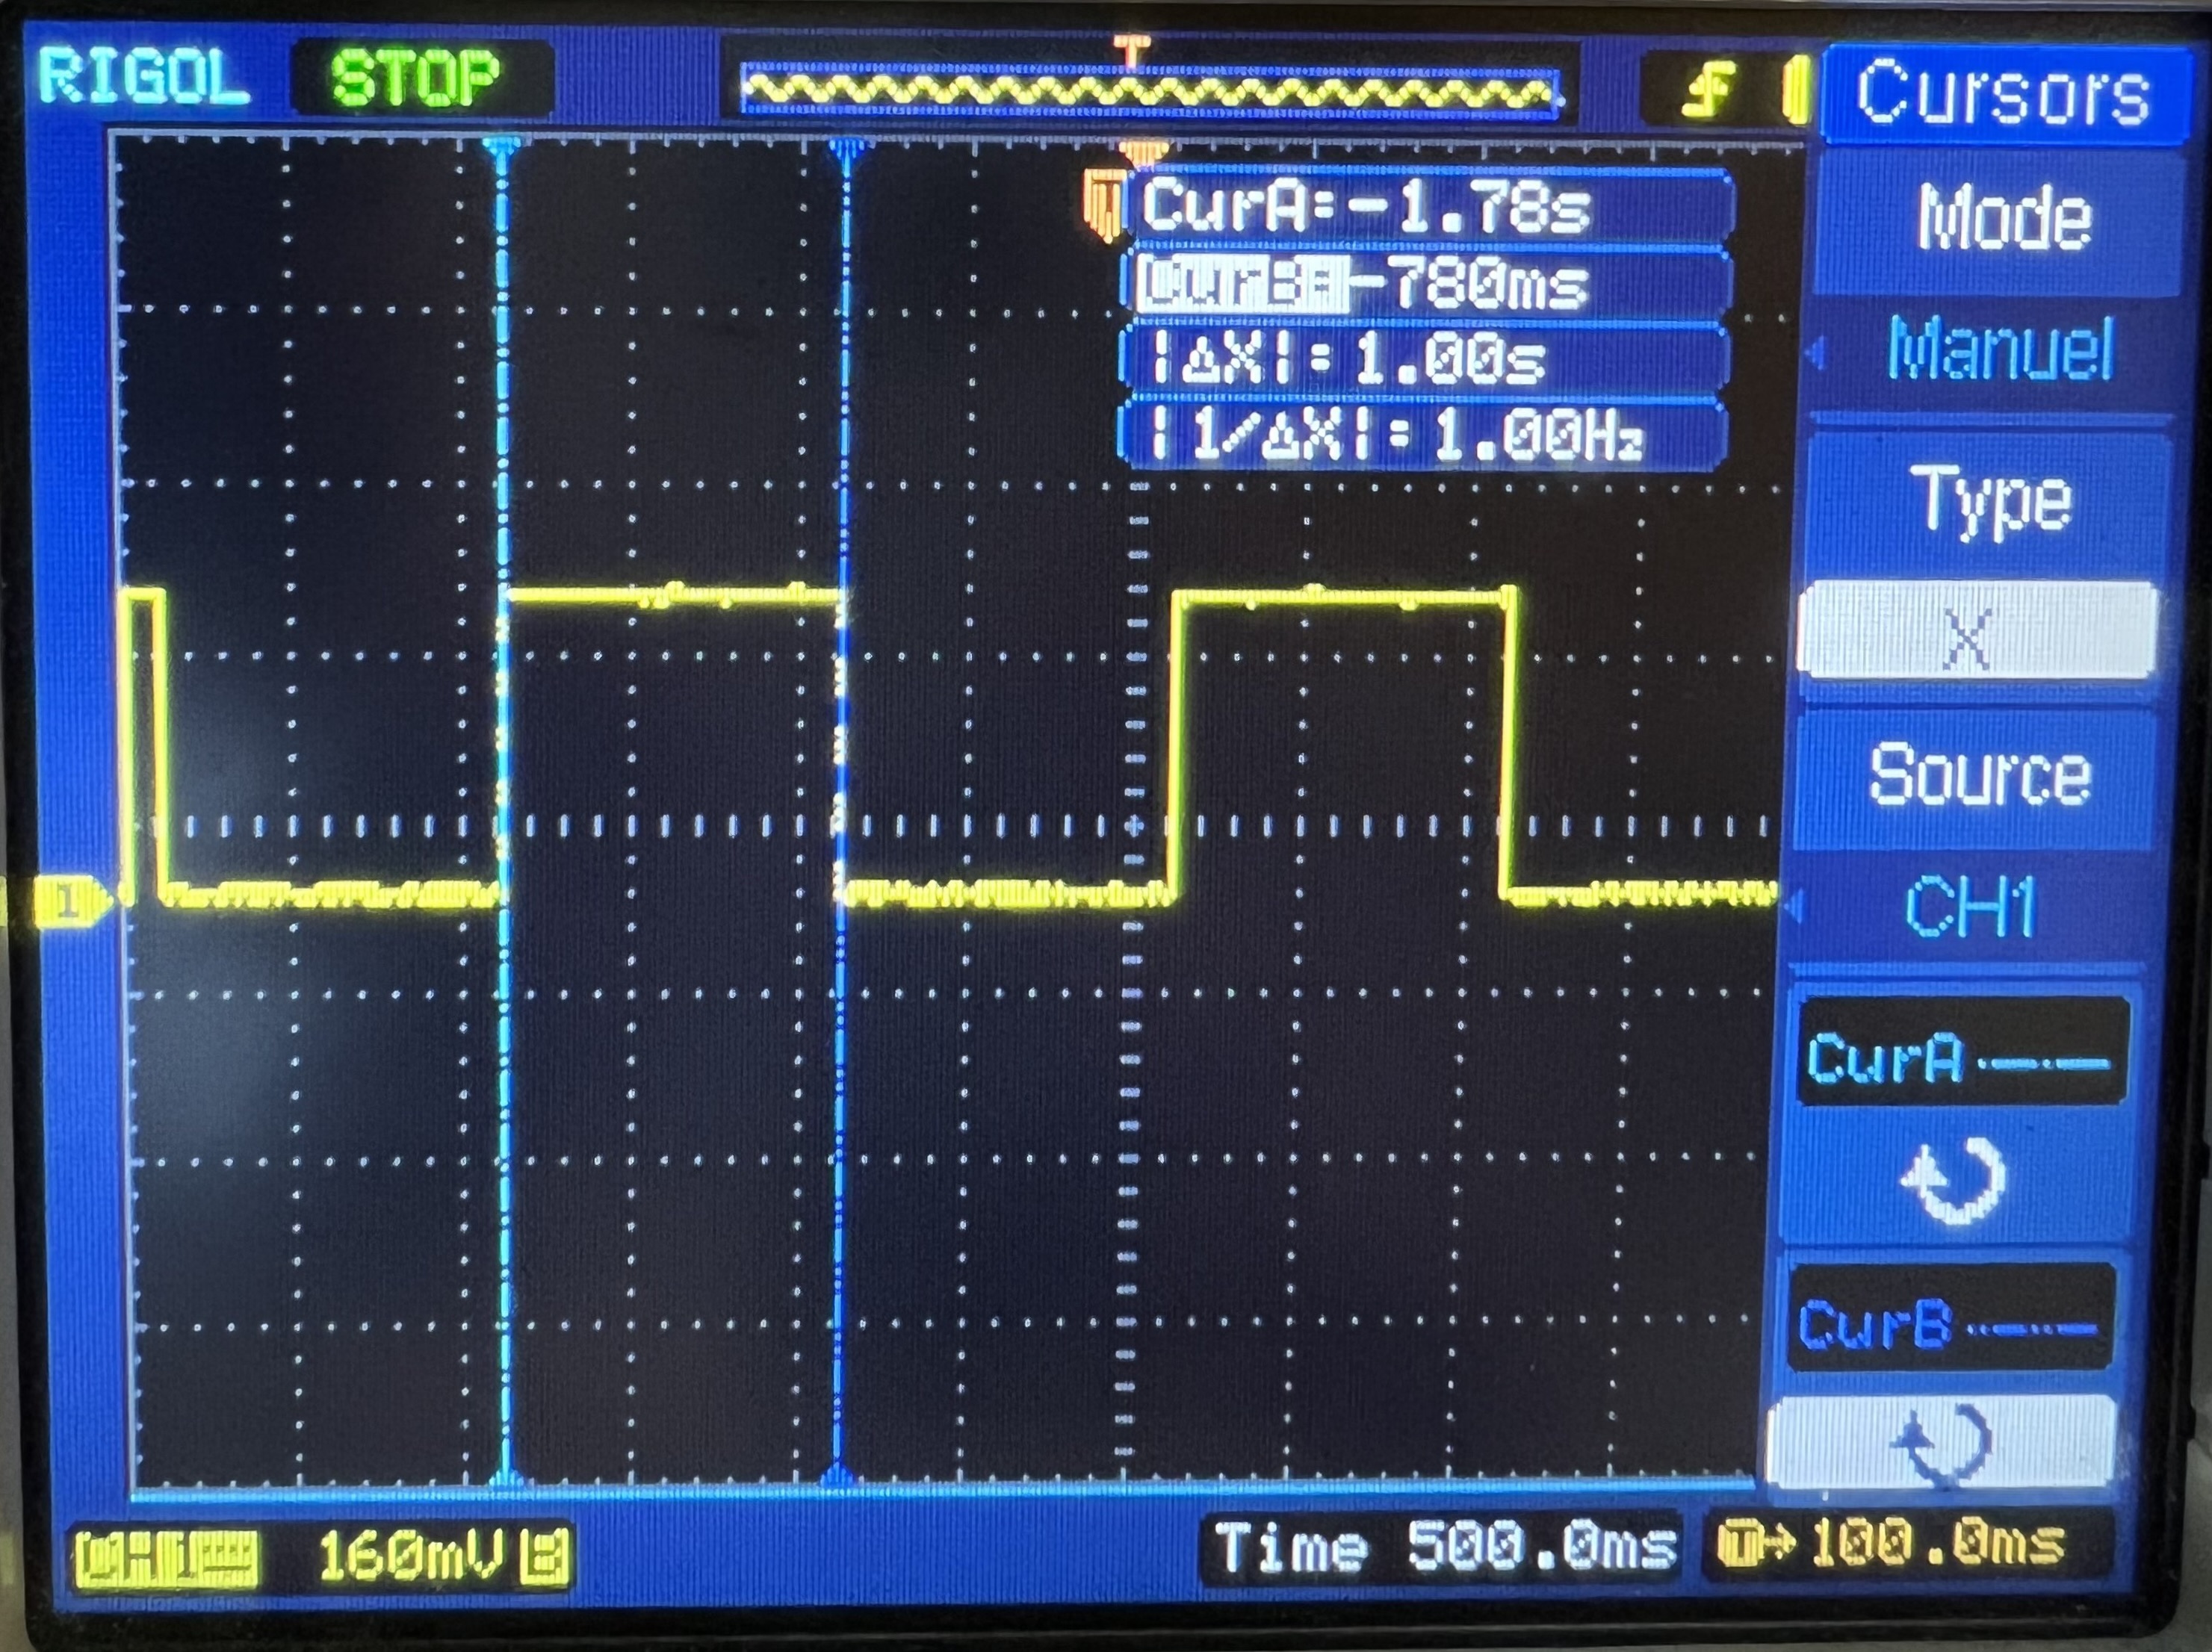 RIGOL STOP T
Cursors
T
CurA:-1.78s
CurB:-780ms
|ΔX|: 1.00s
|1/ΔX|: 1.00Hz
Mode
Manuel
Type
X
Source
1
CH1
CurA
CurB
CH1 160mV B Time 500.0ms T→100.0ms